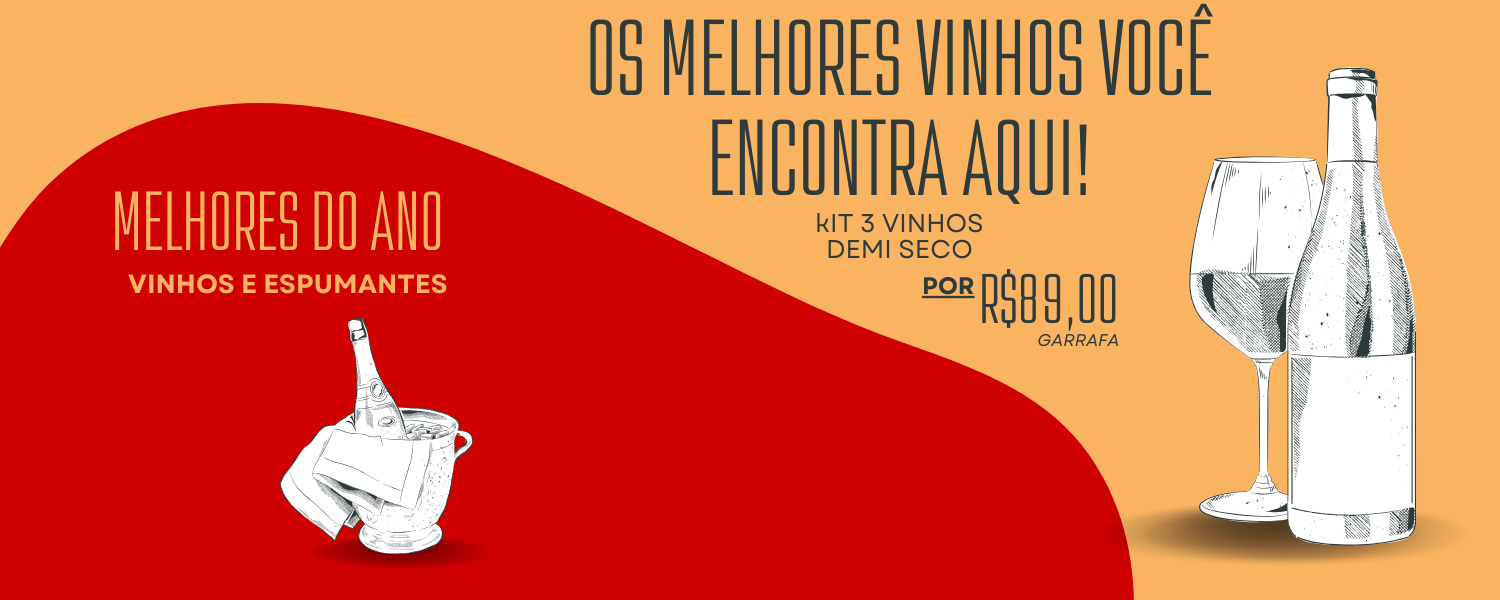 OS MELHORES VINHOS VOCÊ
ENCONTRA AQUI!
kIT 3 VINHOS
DEMI SECO
POR R$89,00
GARRAFA
MELHORES DO ANO
VINHOS E ESPUMANTES